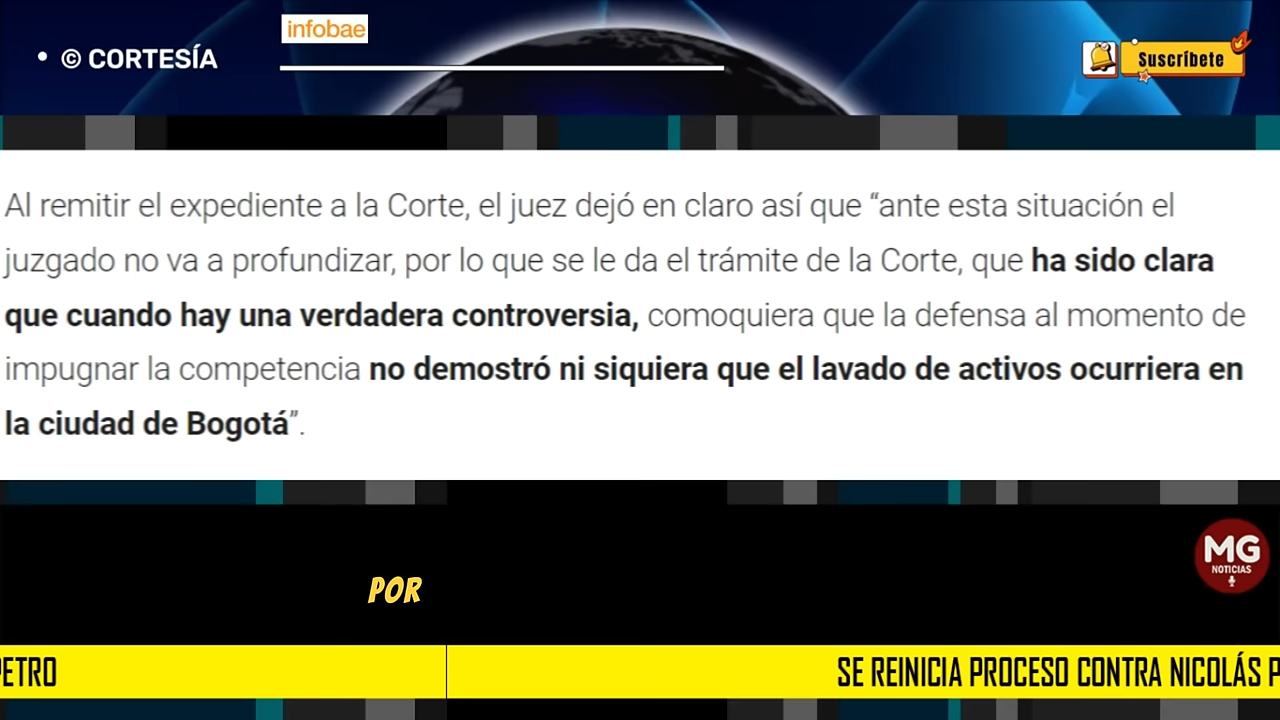 infobae
• © CORTESÍA
Suscríbete
Al remitir el expediente a la Corte, el juez dejó en claro así que “ante esta situación el
juzgado no va a profundizar, por lo que se le da el trámite de la Corte, que ha sido clara
que cuando hay una verdadera controversia, comoquiera que la defensa al momento de
impugnar la competencia no demostró ni siquiera que el lavado de activos ocurriera en
la ciudad de Bogotá”.
MG
NOTICIAS
POR
PETRO
SE REINICIA PROCESO CONTRA NICOLÁS P